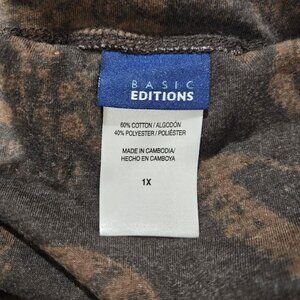 BASIC
EDITIONS
60% COTTON / ALGODÓN
40% POLYESTER / POLIÉSTER
MADE IN CAMBODIA/
HECHO EN CAMBOYA
1X